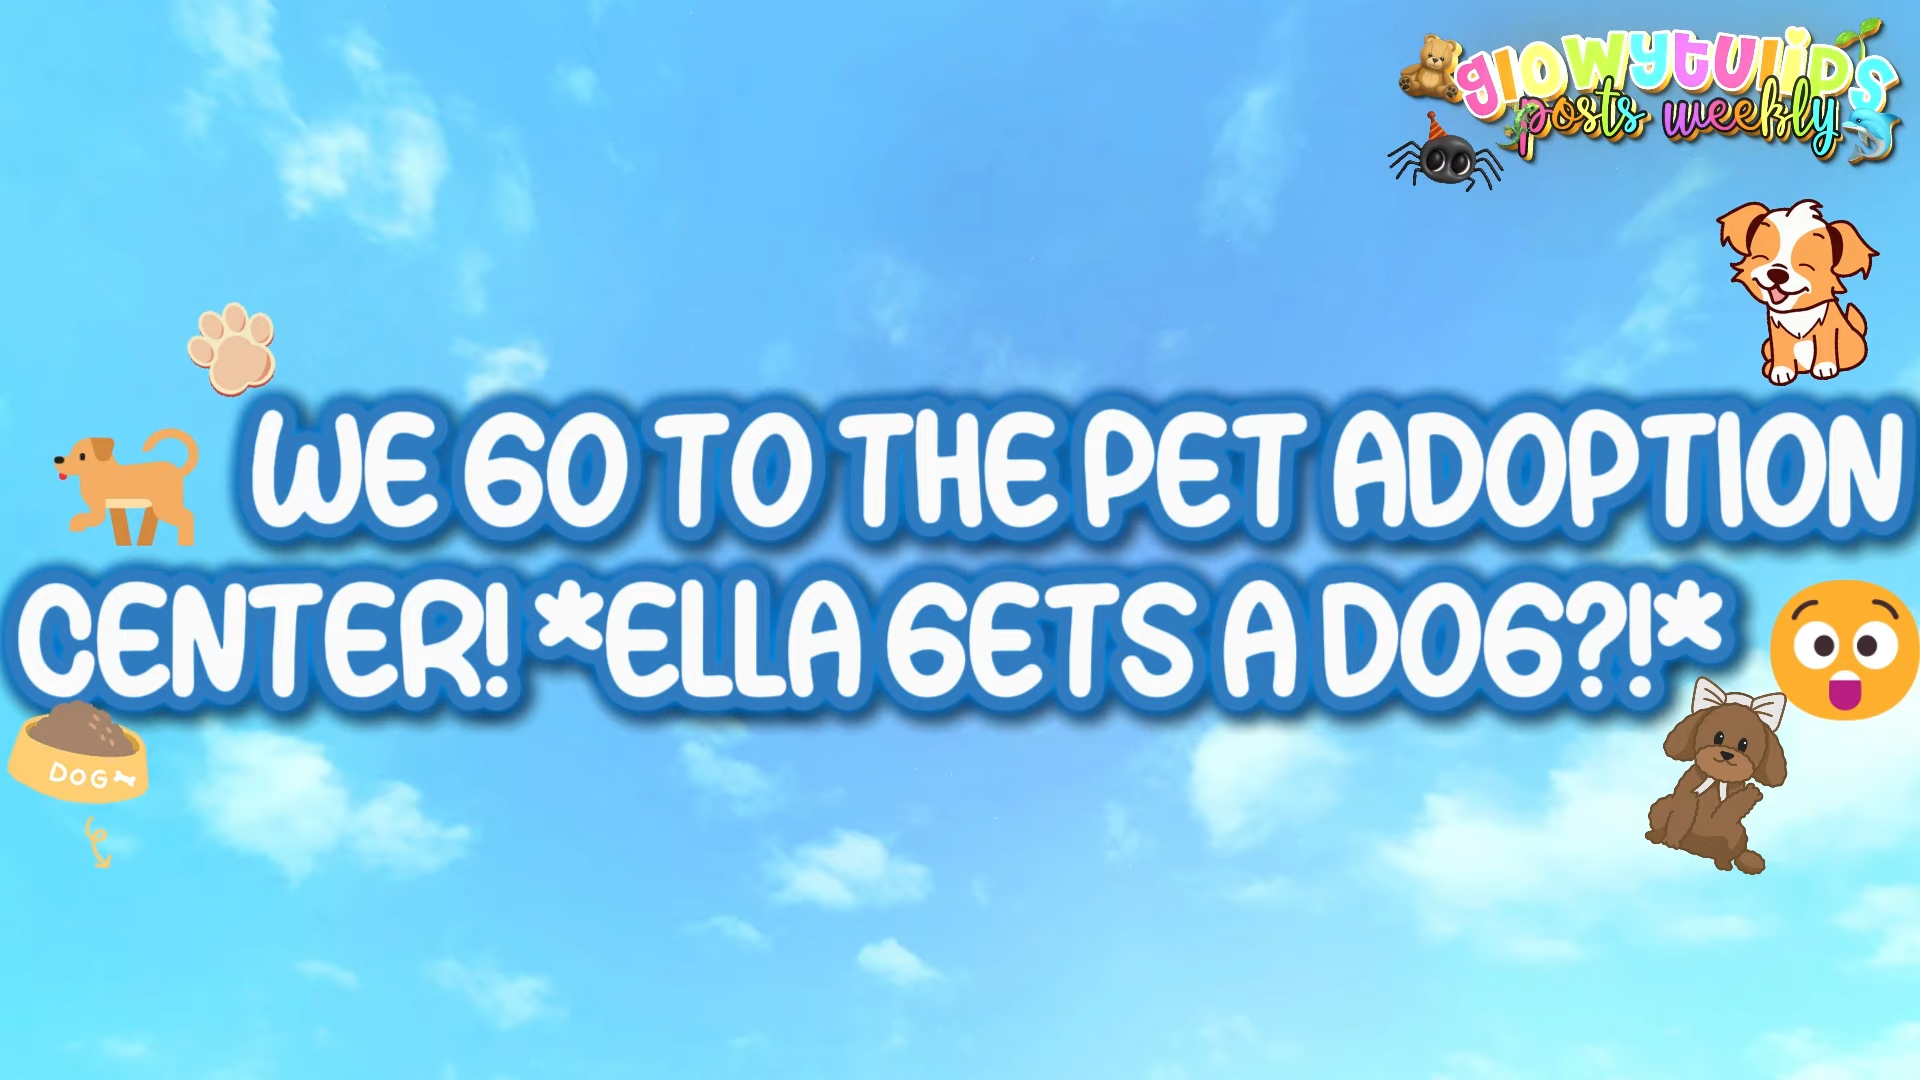 glowytulips
posts weekly
WE GO TO THE PET ADOPTION
CENTER! *ELLA GETS A DOG?!*
DOG